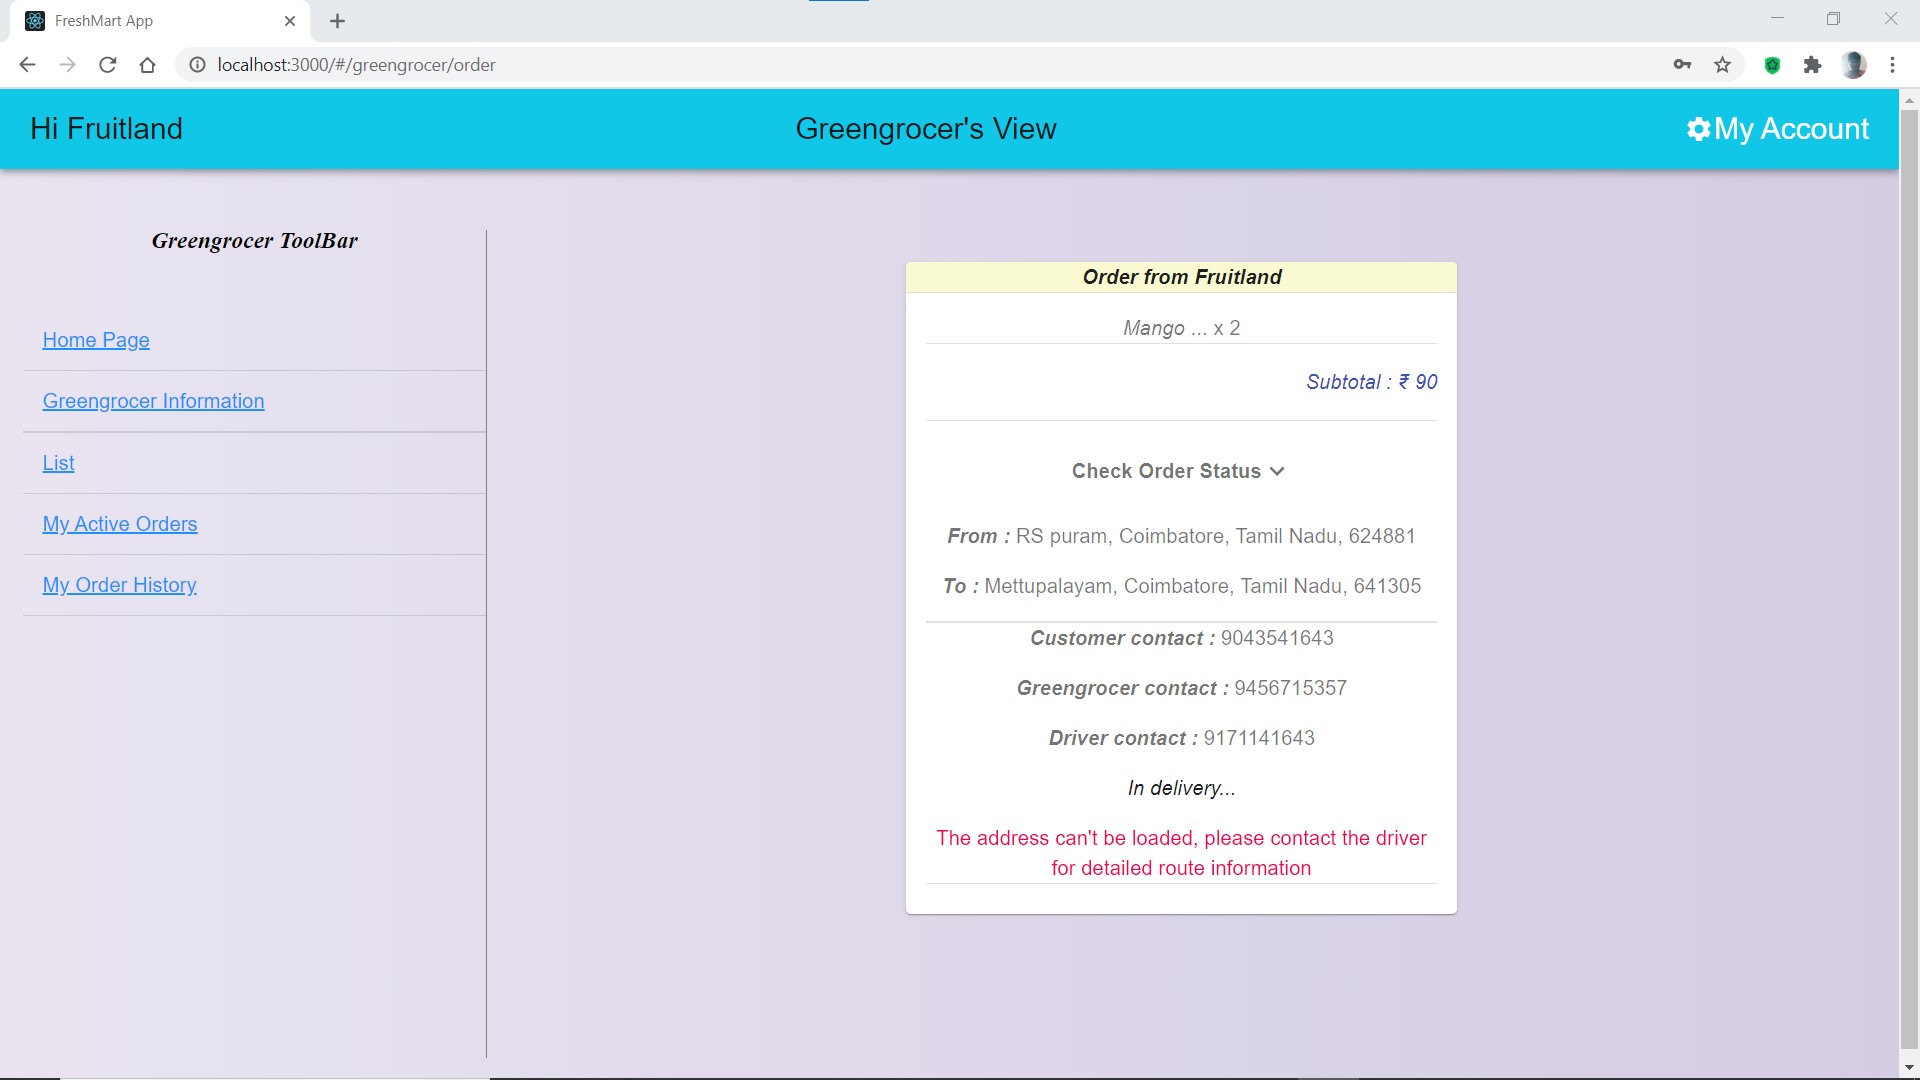 FreshMart App
localhost:3000/#/greengrocer/order
Hi Fruitland
Greengrocer's View
My Account
Greengrocer ToolBar
Home Page
Greengrocer Information
List
My Active Orders
My Order History
Order from Fruitland
Mango ... x 2
Subtotal : ₹ 90
Check Order Status
From : RS puram, Coimbatore, Tamil Nadu, 624881
To : Mettupalayam, Coimbatore, Tamil Nadu, 641305
Customer contact : 9043541643
Greengrocer contact : 9456715357
Driver contact : 9171141643
In delivery...
The address can't be loaded, please contact the driver
for detailed route information